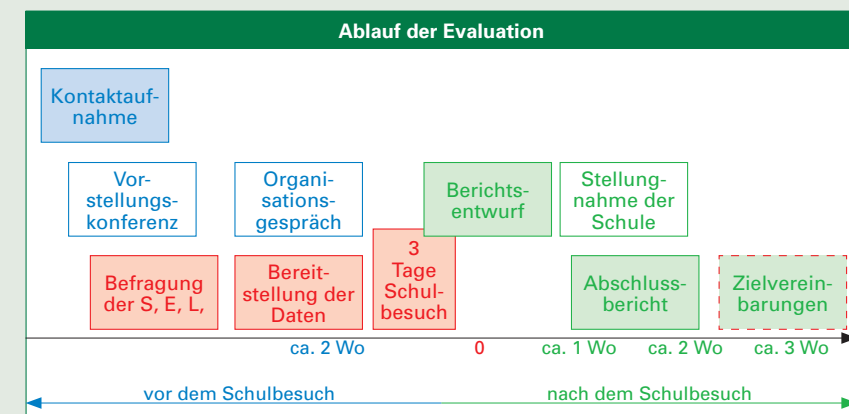 Ablauf der Evaluation
Kontaktauf-
nahme
Vor-
stellungs-
konferenz
Organi-
sations-
gespräch
Berichts-
entwurf
Stellung-
nahme der
Schule
Befragung
der S, E, L,
Bereit-
stellung der
Daten
3
Tage
Schul-
besuch
Abschluss-
bericht
Zielverein-
barungen
ca. 2 Wo
0
ca. 1 Wo
ca. 2 Wo
ca. 3 Wo
vor dem Schulbesuch
nach dem Schulbesuch